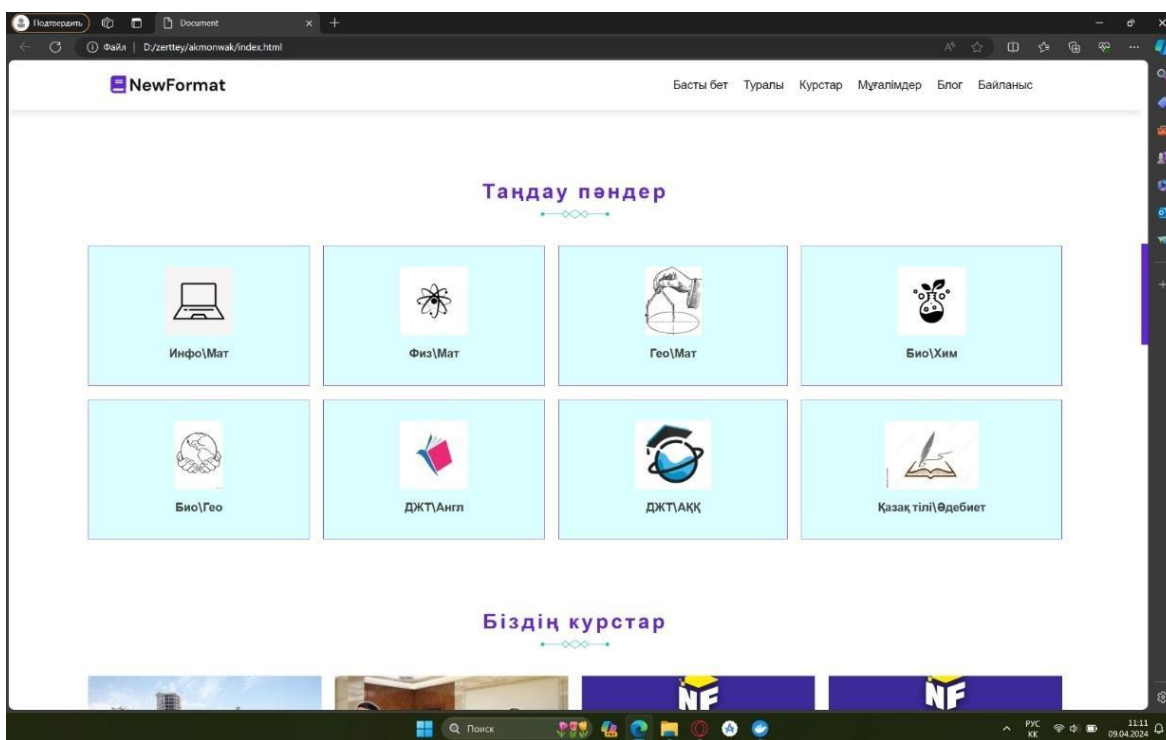 Подтвердить
Document
Файл | D:/zerttey/akmonwak/index.html
NewFormat
Басты бет Туралы Курстар Мұғалімдер Блог Байланыс
Таңдау пәндер
Инфо\Мат Физ\Мат Гео\Мат Био\Хим
Био\Гео ДЖТ\Англ ДЖТ\АҚҚ Қазақ тілі\Әдебиет
Біздің курстар
NF NF
Поиск
РУС
КК
11:11
09.04.2024